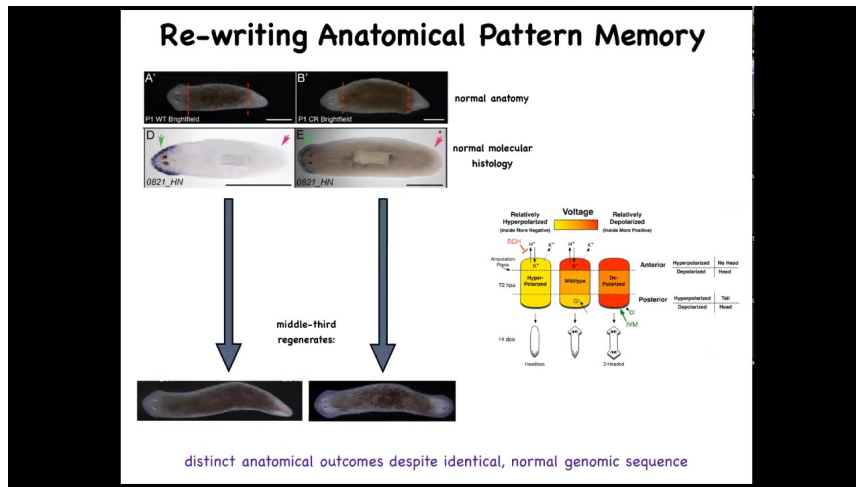 Re-writing Anatomical Pattern Memory
A'
B'
P1 WT Brightfield
P1 CR Brightfield
normal anatomy
D
E
*
0821_HN
0821_HN
normal molecular
histology
middle-third
regenerates:
Voltage
Relatively
Hyperpolarized
(Inside More Negative)
Relatively
Depolarized
(Inside More Positive)
SCH
H⁺
K⁺
H⁺
K⁺
Amputation
Plane
K⁺
K⁺
72 hpa
Hyper-
Polarized
Wildtype
De-
Polarized
Cl⁻
Cl⁻
IVM
Anterior
Hyperpolarized
No Head
Depolarized
Head
Posterior
Hyperpolarized
Tail
Depolarized
Head
14 dpa
Headless
2-Headed
distinct anatomical outcomes despite identical, normal genomic sequence